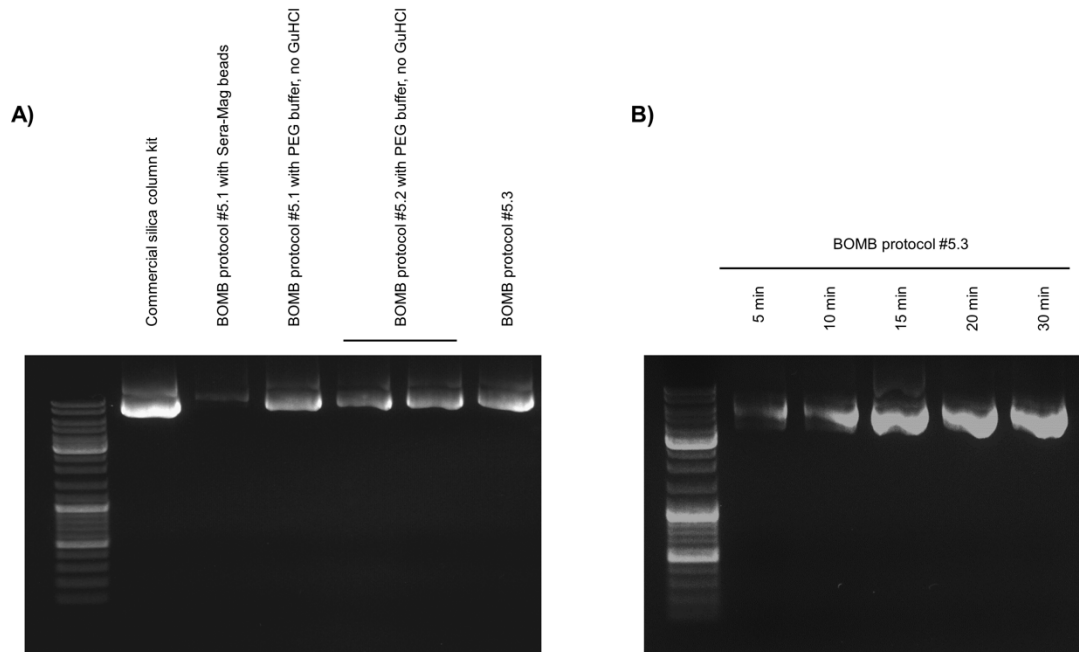 A)
Commercial silica column kit
BOMB protocol #5.1 with Sera-Mag beads
BOMB protocol #5.1 with PEG buffer, no GuHCl
BOMB protocol #5.2 with PEG buffer, no GuHCl
BOMB protocol #5.3
B)
BOMB protocol #5.3
5 min
10 min
15 min
20 min
30 min